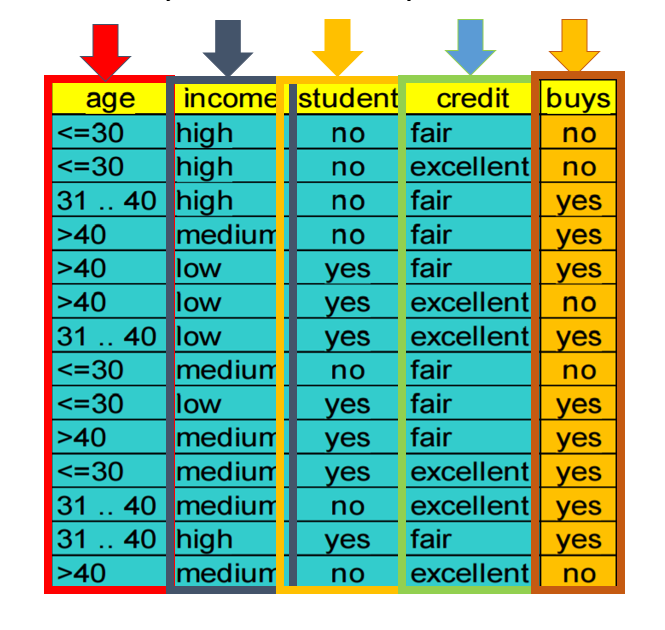 age income student credit buys
<=30 high no fair no
<=30 high no excellent no
31 .. 40 high no fair yes
>40 medium no fair yes
>40 low yes fair yes
>40 low yes excellent no
31 .. 40 low yes excellent yes
<=30 medium no fair no
<=30 low yes fair yes
>40 medium yes fair yes
<=30 medium yes excellent yes
31 .. 40 medium no excellent yes
31 .. 40 high yes fair yes
>40 medium no excellent no